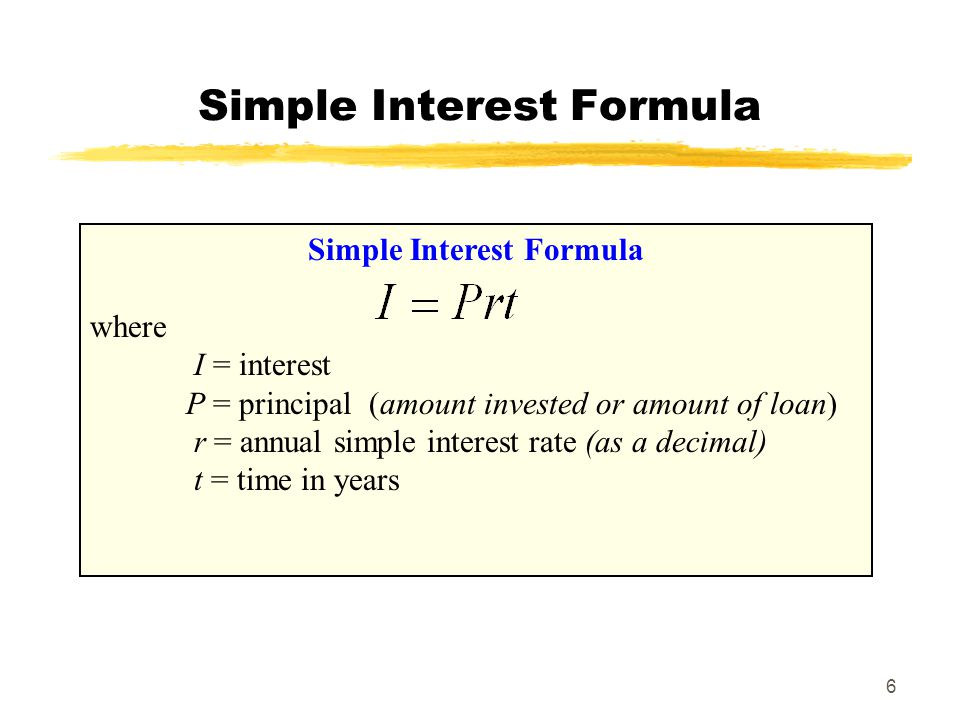 Simple Interest Formula
Simple Interest Formula
I = Prt
where
I = interest
P = principal (amount invested or amount of loan)
r = annual simple interest rate (as a decimal)
t = time in years
6